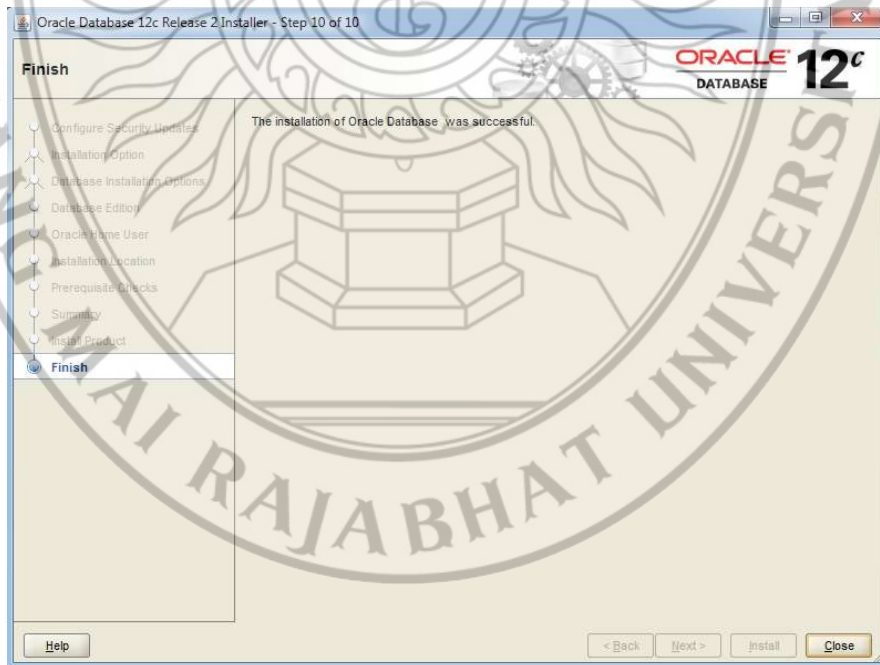 Oracle Database 12c Release 2 Installer - Step 10 of 10
Finish
ORACLE
DATABASE
12c
Configure Security Updates
Installation Option
Database Installation Options
Database Edition
Oracle Home User
Installation Location
Prerequisite Checks
Summary
Install Product
Finish
The installation of Oracle Database was successful.
MAI RAJABHAT
Help
< Back
Next >
Install
Close